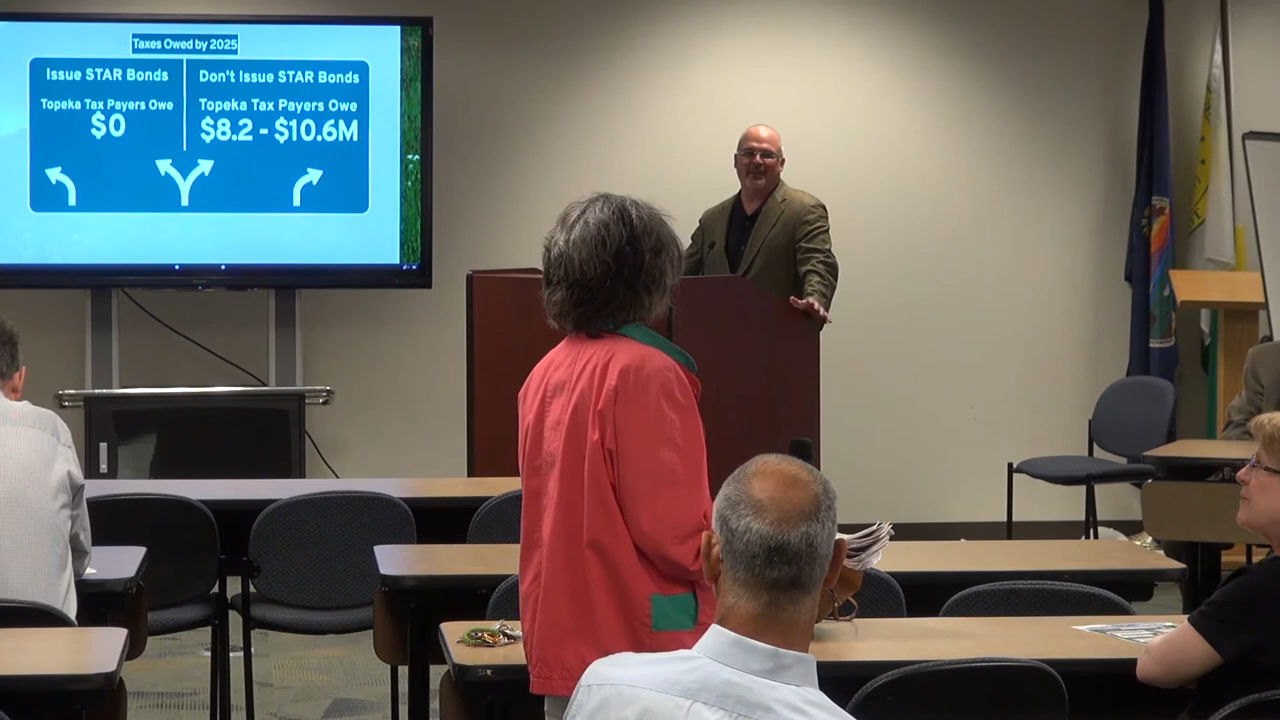 Taxes Owed by 2025
Issue STAR Bonds
Topeka Tax Payers Owe
$0
Don't Issue STAR Bonds
Topeka Tax Payers Owe
$8.2 - $10.6M